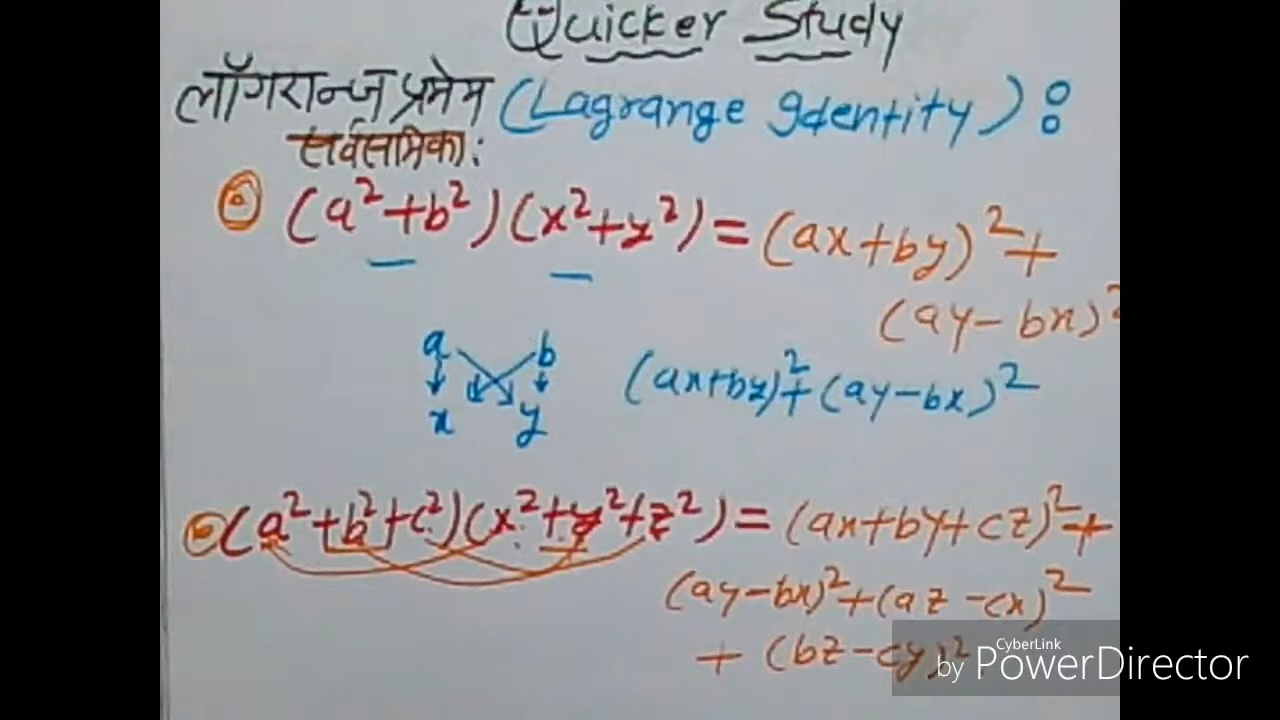 Quicker Study
लॉगरान्ज प्रमेय (Lagrange Identity) :
सर्वसमिका :
(a²+b²)(x²+y²) = (ax+by)²+
(ay-bx)²
a b (ax+by)²+(ay-bx)²
x y
(a²+b²+c²)(x²+y²+z²) = (ax+by+cz)²+
(ay-bx)²+(az-cx)²
+ (bz-cy)²
CyberLink
by PowerDirector